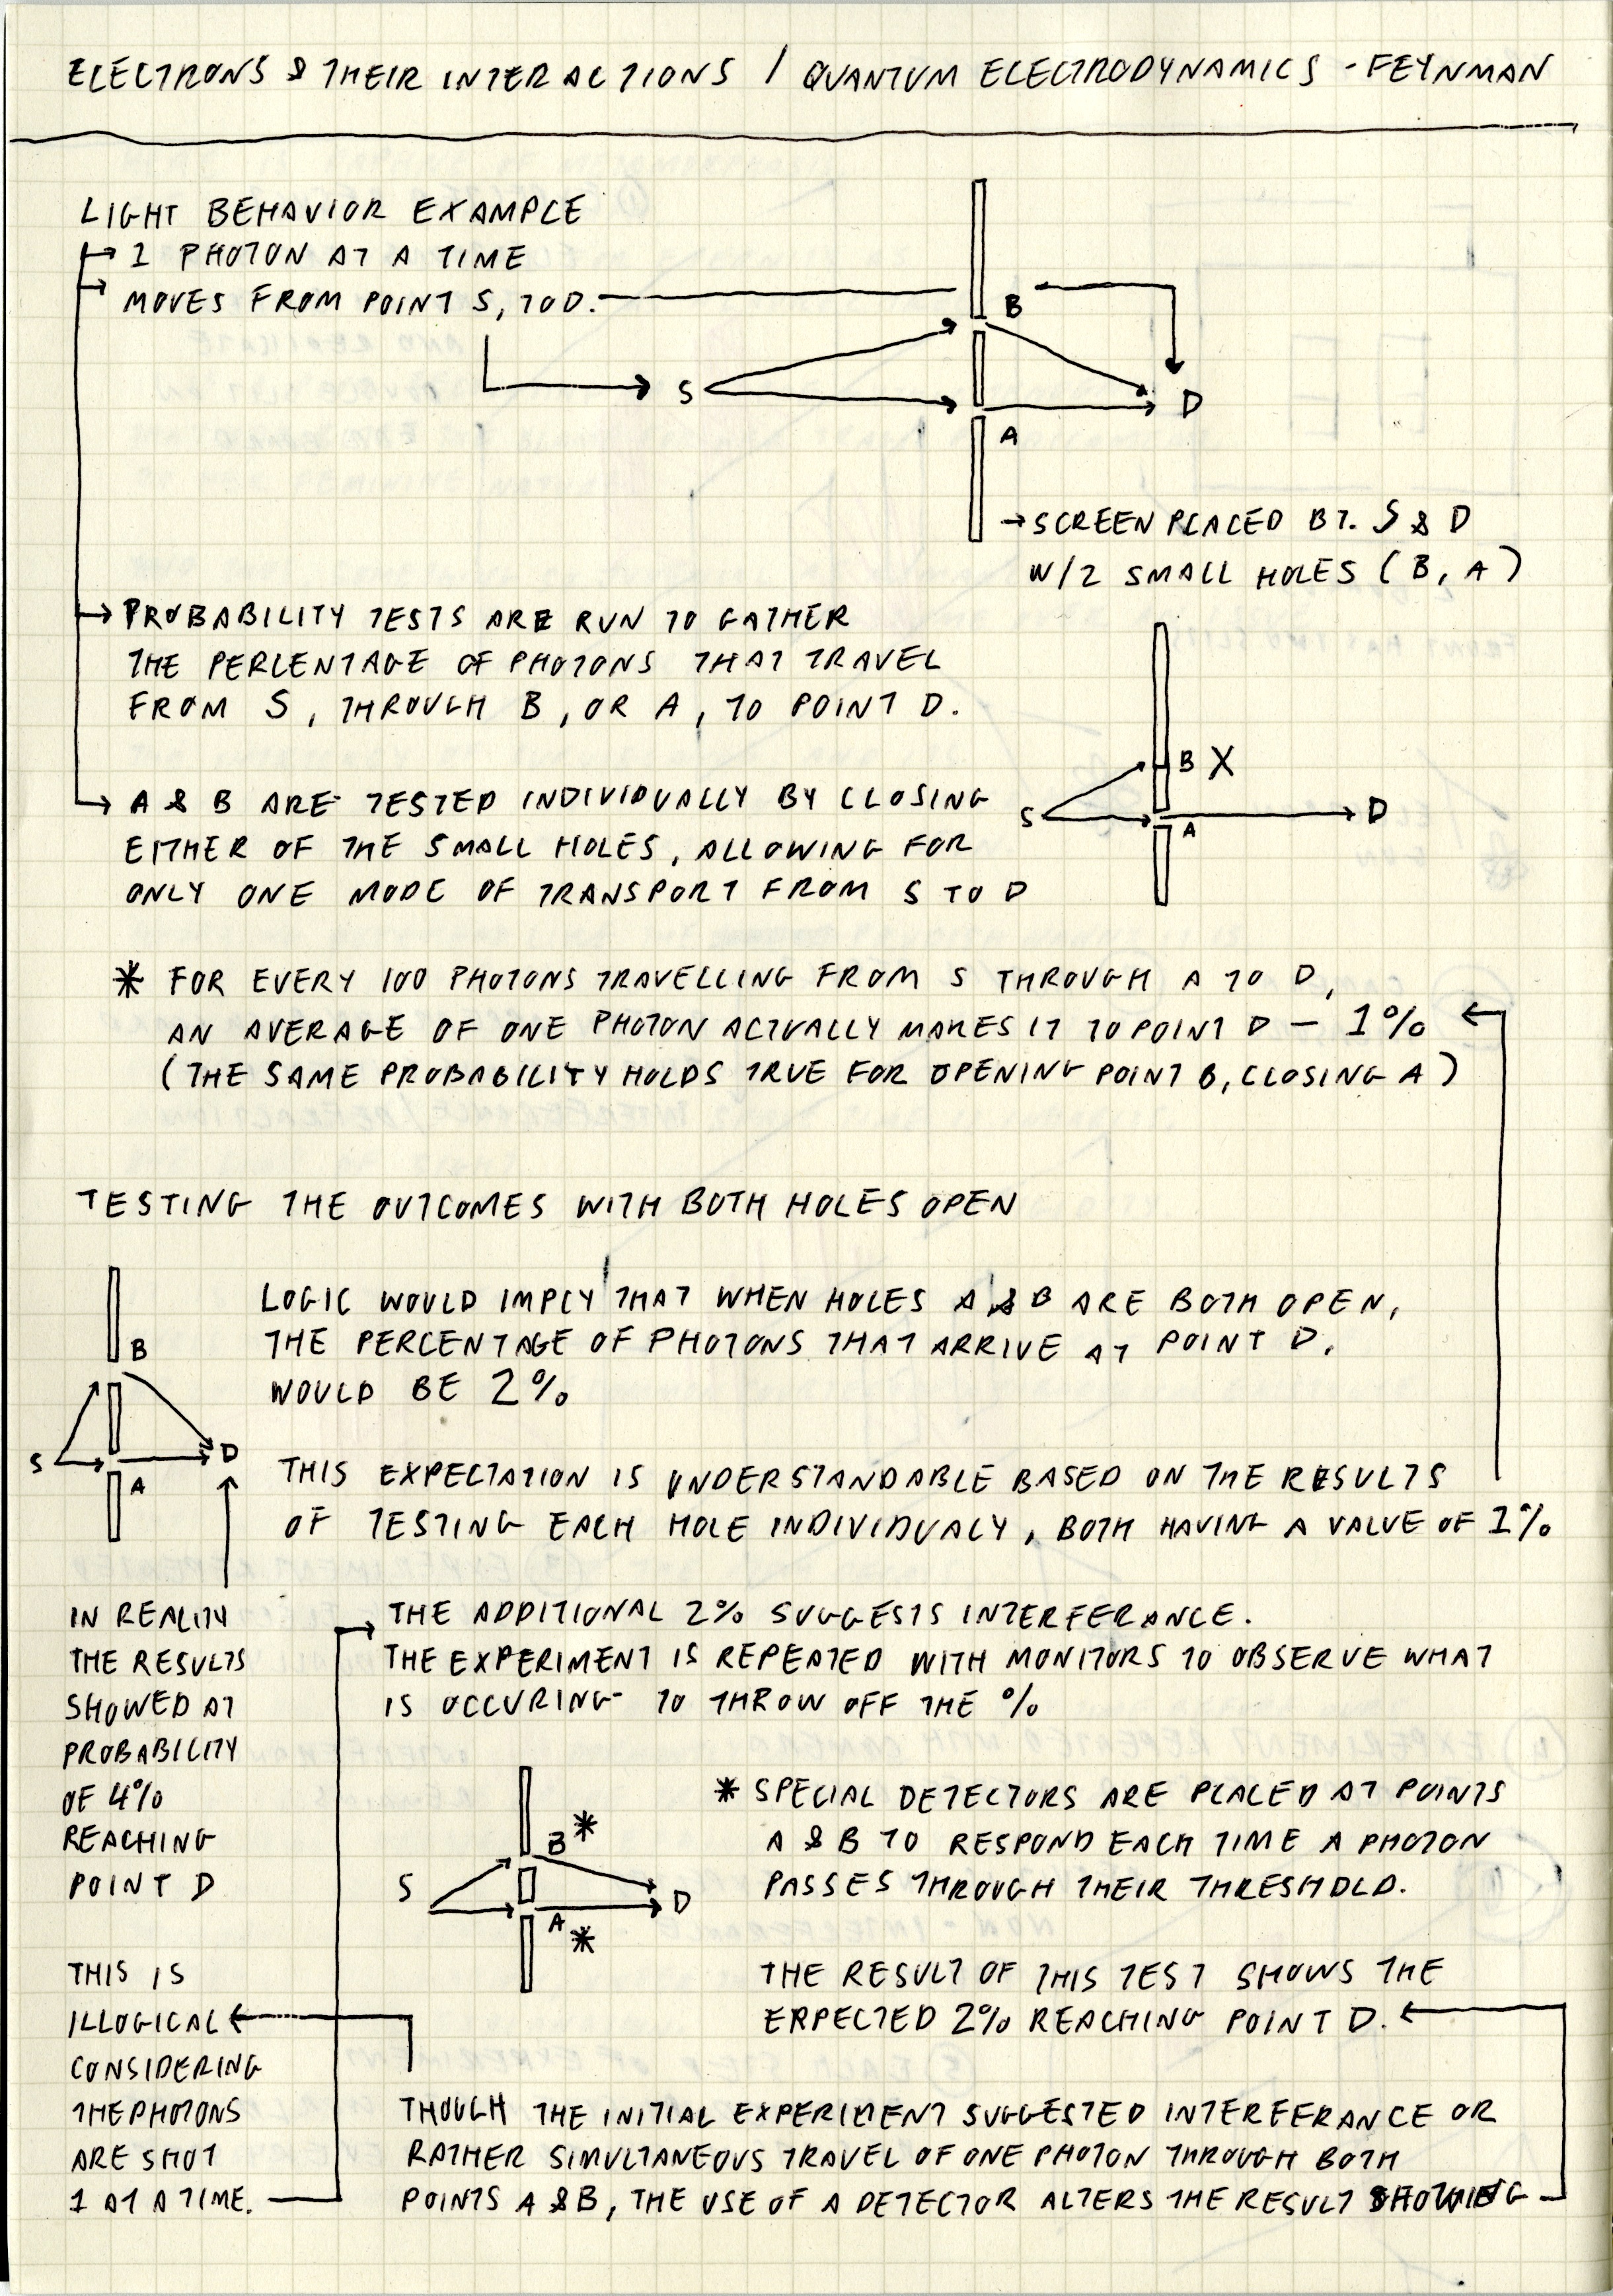 ELECTRONS & THEIR INTERACTIONS / QUANTUM ELECTRODYNAMICS - FEYNMAN
LIGHT BEHAVIOR EXAMPLE
1 PHOTON AT A TIME
MOVES FROM POINT S, TO D.
B
S
D
A
→ SCREEN PLACED BT. S & D
W/2 SMALL HOLES (B, A)
PROBABILITY TESTS ARE RUN TO GATHER
THE PERCENTAGE OF PHOTONS THAT TRAVEL
FROM S, THROUGH B, OR A, TO POINT D.
B X
S
D
A
A & B ARE TESTED INDIVIDUALLY BY CLOSING
EITHER OF THE SMALL HOLES, ALLOWING FOR
ONLY ONE MODE OF TRANSPORT FROM S TO D
* FOR EVERY 100 PHOTONS TRAVELLING FROM S THROUGH A TO D,
AN AVERAGE OF ONE PHOTON ACTUALLY MAKES IT TO POINT D - 1%
(THE SAME PROBABILITY HOLDS TRUE FOR OPENING POINT B, CLOSING A)
TESTING THE OUTCOMES WITH BOTH HOLES OPEN
B
S
D
A
LOGIC WOULD IMPLY THAT WHEN HOLES A & B ARE BOTH OPEN,
THE PERCENTAGE OF PHOTONS THAT ARRIVE AT POINT D,
WOULD BE 2%
THIS EXPECTATION IS UNDERSTANDABLE BASED ON THE RESULTS
OF TESTING EACH HOLE INDIVIDUALY, BOTH HAVING A VALUE OF 1%
IN REALITY
THE RESULTS
SHOWED AT
PROBABILITY
OF 4%
REACHING
POINT D
THIS IS
ILLOGICAL
CONSIDERING
THE PHOTONS
ARE SHOT
1 AT A TIME.
THE ADDITIONAL 2% SUGGESTS INTERFERANCE.
THE EXPERIMENT IS REPEATED WITH MONITORS TO OBSERVE WHAT
IS OCCURING TO THROW OFF THE %
B *
S
D
A *
* SPECIAL DETECTORS ARE PLACED AT POINTS
A & B TO RESPOND EACH TIME A PHOTON
PASSES THROUGH THEIR THRESHOLD.
THE RESULT OF THIS TEST SHOWS THE
EXPECTED 2% REACHING POINT D.
THOUGH THE INITIAL EXPERIMENT SUGGESTED INTERFERANCE OR
RATHER SIMULTANEOUS TRAVEL OF ONE PHOTON THROUGH BOTH
POINTS A & B, THE USE OF A DETECTOR ALTERS THE RESULT SHOWING